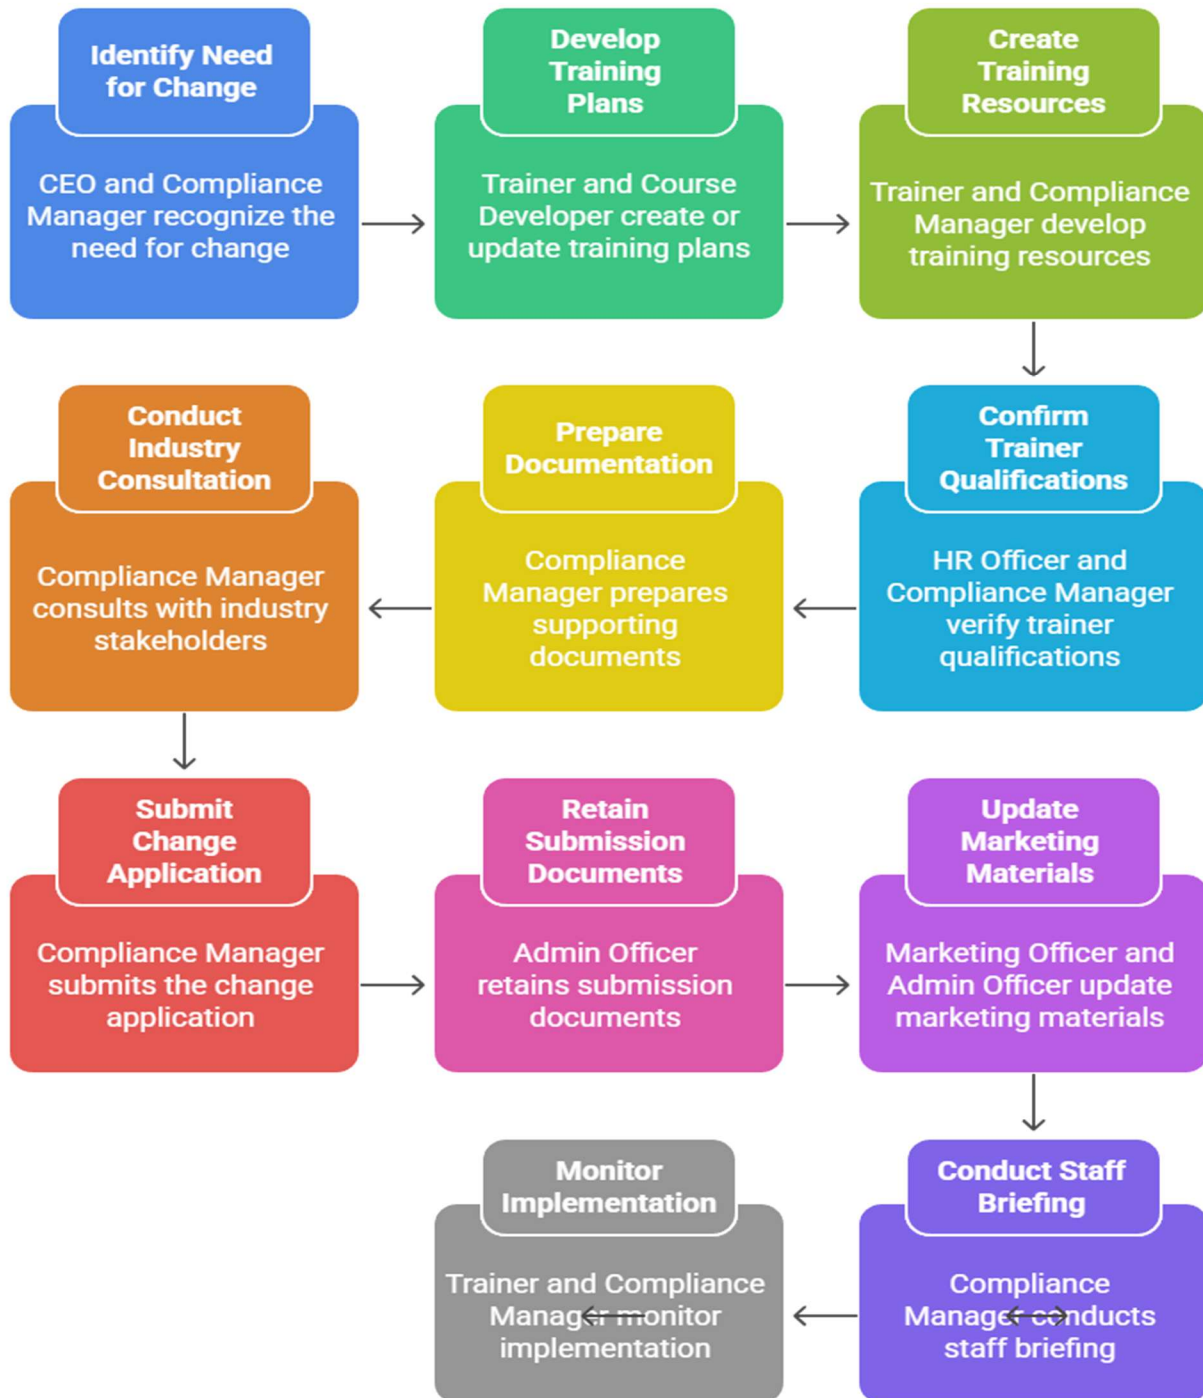 Identify Need
for Change
CEO and Compliance
Manager recognize the
need for change
Develop
Training
Plans
Trainer and Course
Developer create or
update training plans
Create
Training
Resources
Trainer and Compliance
Manager develop
training resources
Confirm
Trainer
Qualifications
HR Officer and
Compliance Manager
verify trainer
qualifications
Prepare
Documentation
Compliance
Manager prepares
supporting
documents
Conduct
Industry
Consultation
Compliance Manager
consults with industry
stakeholders
Submit
Change
Application
Compliance Manager
submits the change
application
Retain
Submission
Documents
Admin Officer
retains submission
documents
Update
Marketing
Materials
Marketing Officer and
Admin Officer update
marketing materials
Conduct Staff
Briefing
Compliance
Manager conducts
staff briefing
Monitor
Implementation
Trainer and Compliance
Manager monitor
implementation